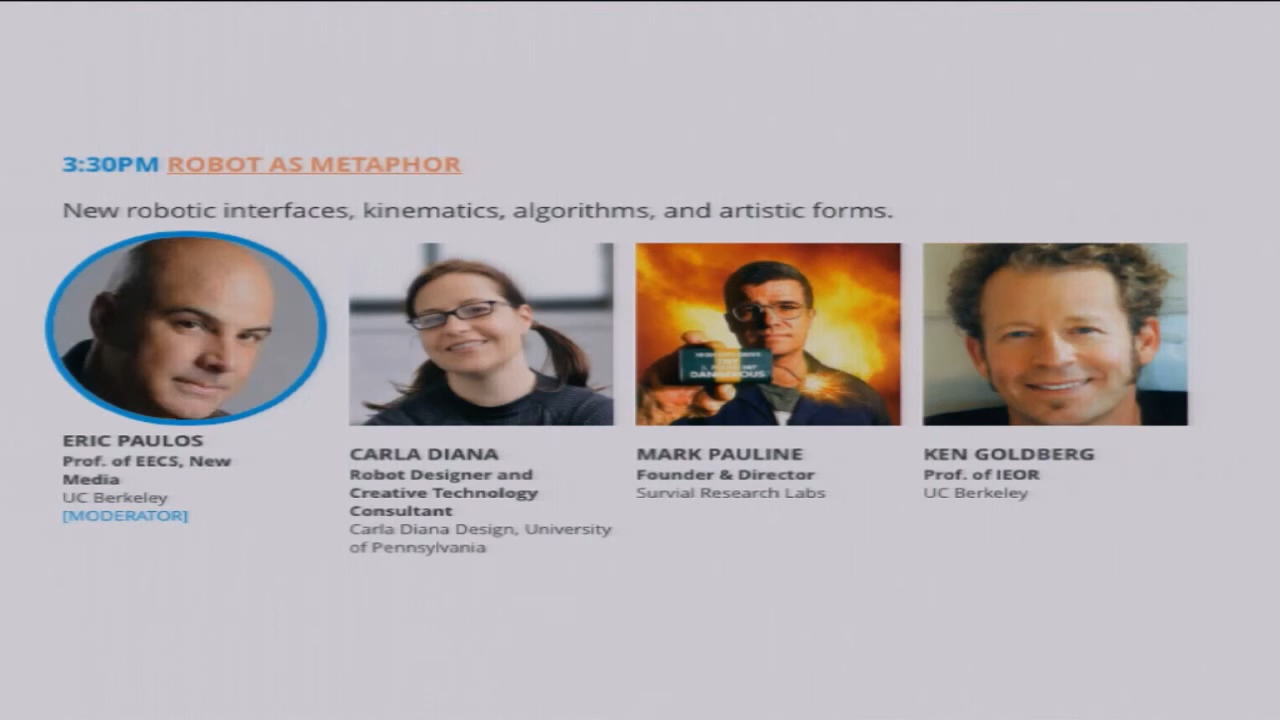 3:30PM ROBOT AS METAPHOR
New robotic interfaces, kinematics, algorithms, and artistic forms.
ERIC PAULOS
Prof. of EECS, New
Media
UC Berkeley
[MODERATOR]
CARLA DIANA
Robot Designer and
Creative Technology
Consultant
Carla Diana Design, University
of Pennsylvania
DANGEROUS
MARK PAULINE
Founder & Director
Survial Research Labs
KEN GOLDBERG
Prof. of IEOR
UC Berkeley